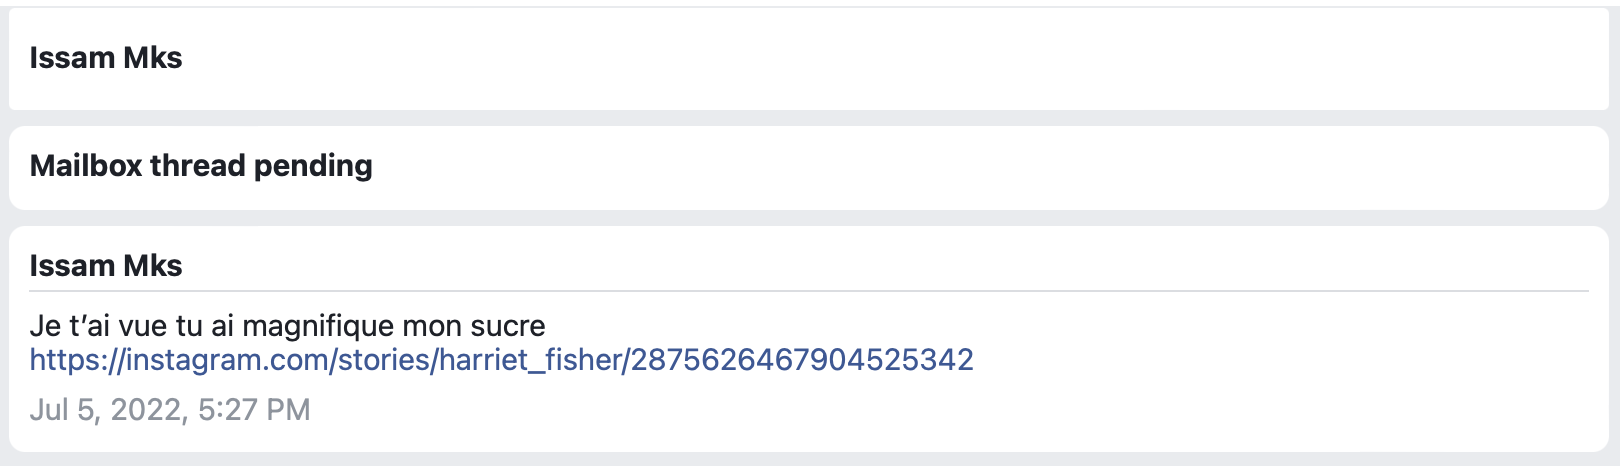 Issam Mks
Mailbox thread pending
Issam Mks
Je t’ai vue tu ai magnifique mon sucre
https://instagram.com/stories/harriet_fisher/2875626467904525342
Jul 5, 2022, 5:27 PM